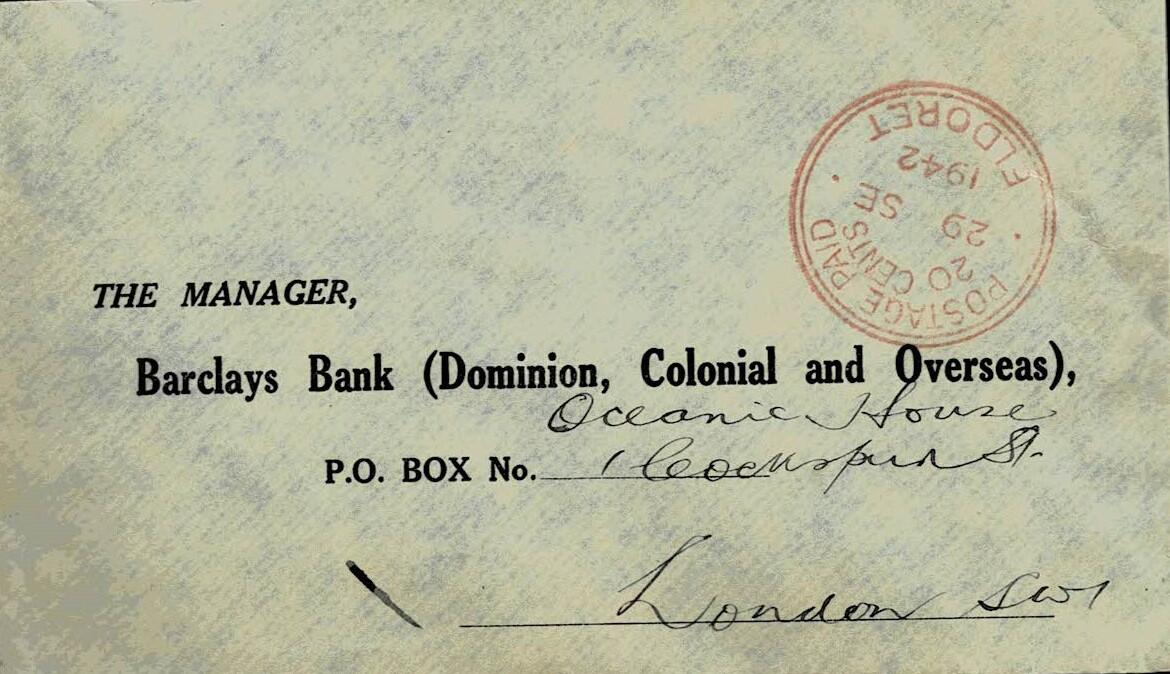 ELDORET
1942
29 SE
20 CENTS
POSTAGE PAID
THE MANAGER,
Barclays Bank (Dominion, Colonial and Overseas),
Oceanic House
P.O. BOX No. 1 Cockspur St.
London SW1